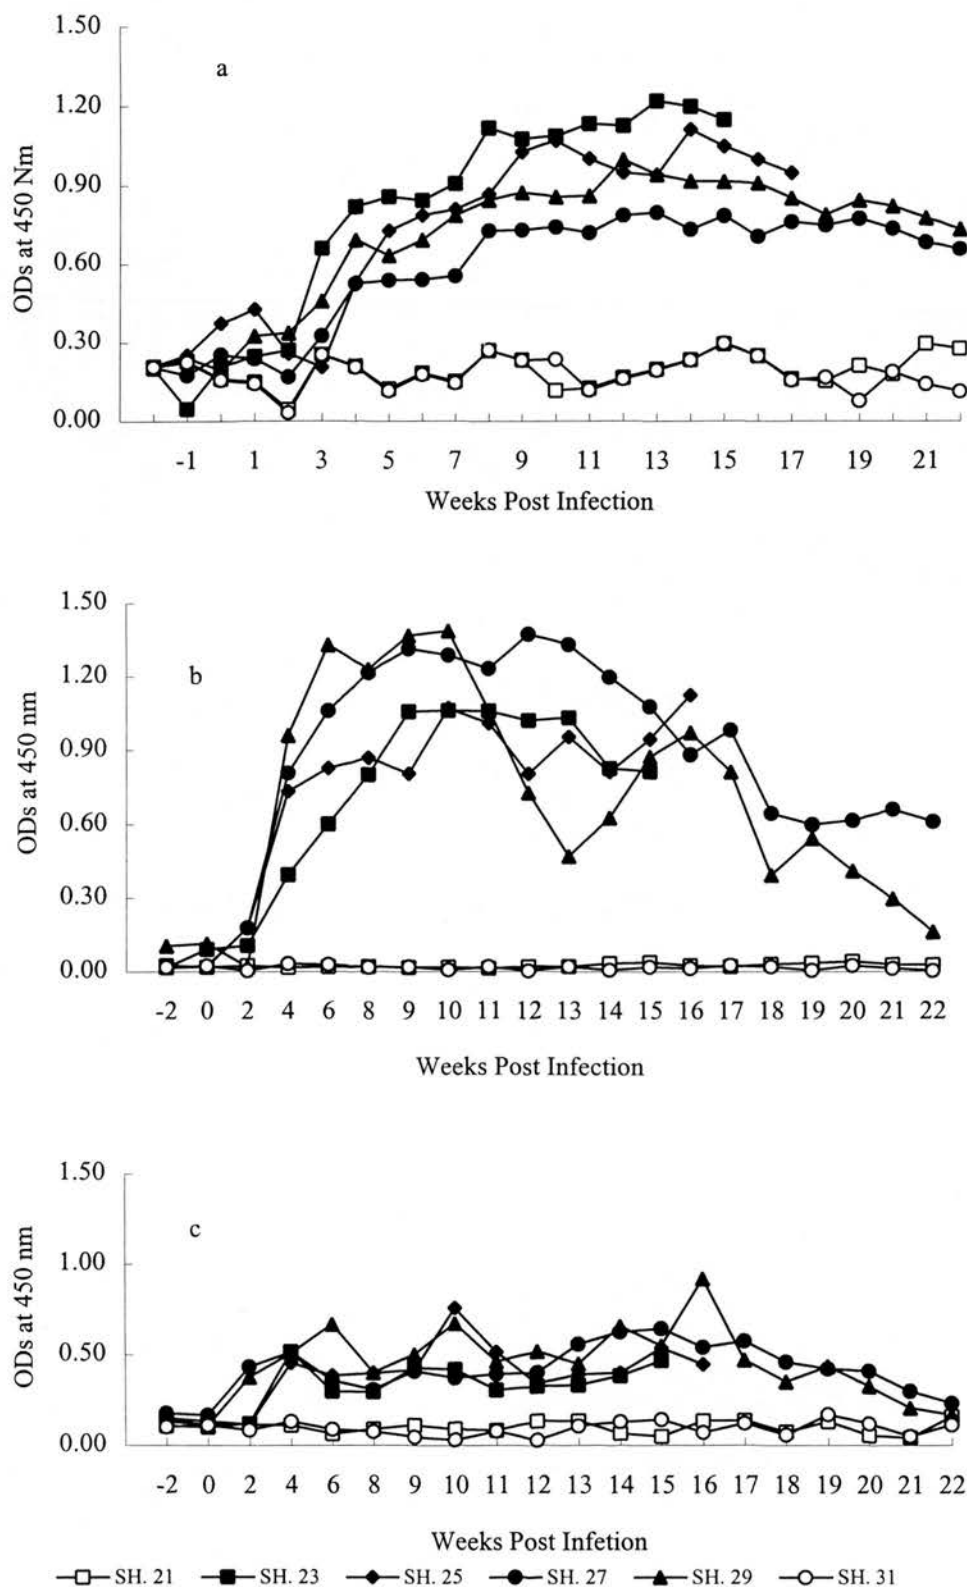 1.50
a
1.20
0.90
0.60
0.30
0.00
ODs at 450 Nm
-1 1 3 5 7 9 11 13 15 17 19 21
Weeks Post Infection
1.50
b
1.20
0.90
0.60
0.30
0.00
ODs at 450 nm
-2 0 2 4 6 8 9 10 11 12 13 14 15 16 17 18 19 20 21 22
Weeks Post Infection
1.50
c
1.00
0.50
0.00
ODs at 450 nm
-2 0 2 4 6 8 9 10 11 12 13 14 15 16 17 18 19 20 21 22
Weeks Post Infetion
SH. 21 SH. 23 SH. 25 SH. 27 SH. 29 SH. 31